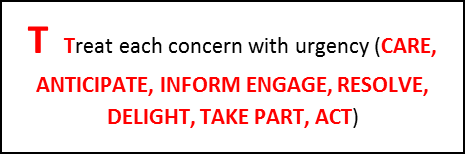 T Treat each concern with urgency (CARE,
ANTICIPATE, INFORM ENGAGE, RESOLVE,
DELIGHT, TAKE PART, ACT)